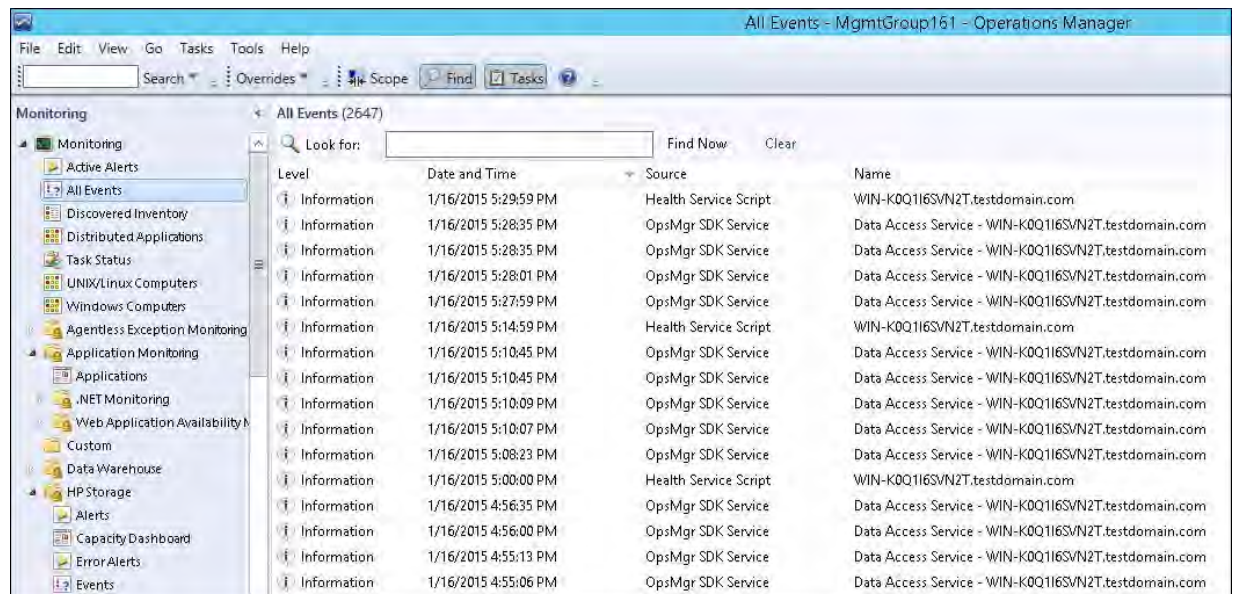 All Events - MgmtGroup161 - Operations Manager
File Edit View Go Tasks Tools Help
Search Overrides Scope Find Tasks
Monitoring
Monitoring
Active Alerts
All Events
Discovered Inventory
Distributed Applications
Task Status
UNIX/Linux Computers
Windows Computers
Agentless Exception Monitoring
Application Monitoring
Applications
.NET Monitoring
Web Application Availability M
Custom
Data Warehouse
HP Storage
Alerts
Capacity Dashboard
Error Alerts
Events
All Events (2647)
Look for: Find Now Clear
Level Date and Time Source Name
Information 1/16/2015 5:29:59 PM Health Service Script WIN-K0Q1I6SVN2T.testdomain.com
Information 1/16/2015 5:28:35 PM OpsMgr SDK Service Data Access Service - WIN-K0Q1I6SVN2T.testdomain.com
Information 1/16/2015 5:28:35 PM OpsMgr SDK Service Data Access Service - WIN-K0Q1I6SVN2T.testdomain.com
Information 1/16/2015 5:28:01 PM OpsMgr SDK Service Data Access Service - WIN-K0Q1I6SVN2T.testdomain.com
Information 1/16/2015 5:27:59 PM OpsMgr SDK Service Data Access Service - WIN-K0Q1I6SVN2T.testdomain.com
Information 1/16/2015 5:14:59 PM Health Service Script WIN-K0Q1I6SVN2T.testdomain.com
Information 1/16/2015 5:10:45 PM OpsMgr SDK Service Data Access Service - WIN-K0Q1I6SVN2T.testdomain.com
Information 1/16/2015 5:10:45 PM OpsMgr SDK Service Data Access Service - WIN-K0Q1I6SVN2T.testdomain.com
Information 1/16/2015 5:10:09 PM OpsMgr SDK Service Data Access Service - WIN-K0Q1I6SVN2T.testdomain.com
Information 1/16/2015 5:10:07 PM OpsMgr SDK Service Data Access Service - WIN-K0Q1I6SVN2T.testdomain.com
Information 1/16/2015 5:08:23 PM OpsMgr SDK Service Data Access Service - WIN-K0Q1I6SVN2T.testdomain.com
Information 1/16/2015 5:00:00 PM Health Service Script WIN-K0Q1I6SVN2T.testdomain.com
Information 1/16/2015 4:56:35 PM OpsMgr SDK Service Data Access Service - WIN-K0Q1I6SVN2T.testdomain.com
Information 1/16/2015 4:56:00 PM OpsMgr SDK Service Data Access Service - WIN-K0Q1I6SVN2T.testdomain.com
Information 1/16/2015 4:55:13 PM OpsMgr SDK Service Data Access Service - WIN-K0Q1I6SVN2T.testdomain.com
Information 1/16/2015 4:55:06 PM OpsMgr SDK Service Data Access Service - WIN-K0Q1I6SVN2T.testdomain.com